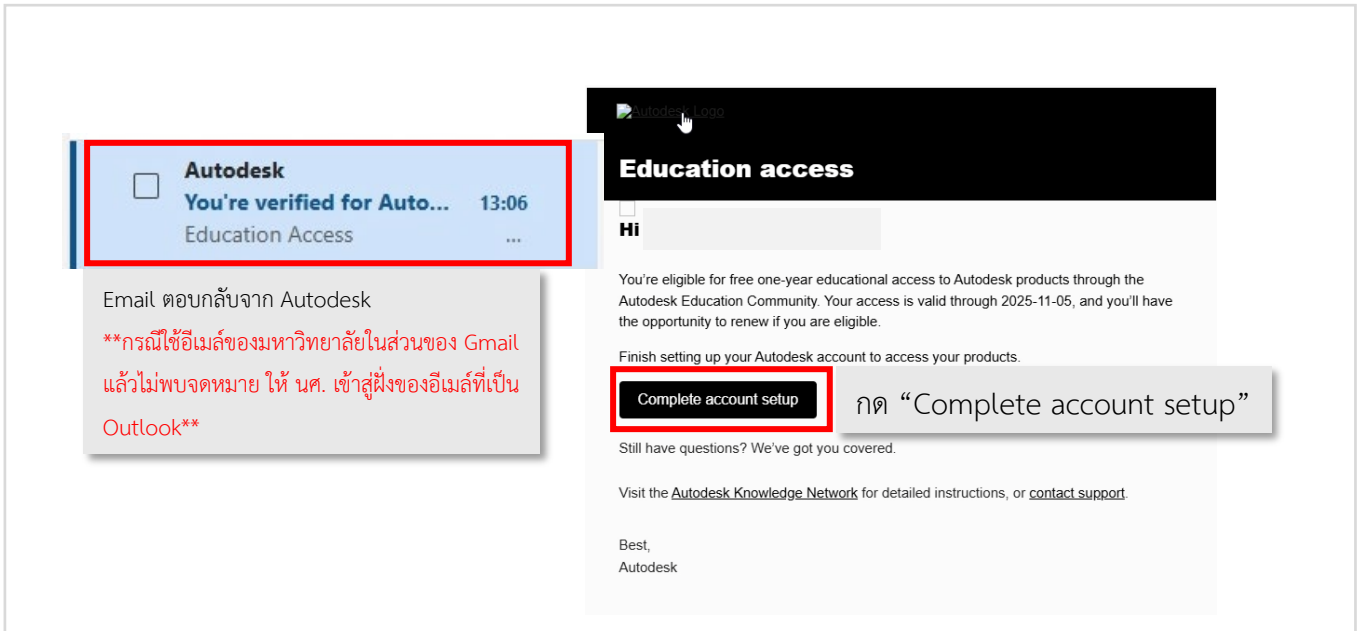 Autodesk
You're verified for Auto... 13:06
Education Access ...
Email ตอบกลับจาก Autodesk
**กรณีใช้อีเมล์ของมหาวิทยาลัยในส่วนของ Gmail
แล้วไม่พบจดหมาย ให้ นศ. เข้าสู่ฝั่งของอีเมล์ที่เป็น
Outlook**
Autodesk Logo
Education access
Hi
You're eligible for free one-year educational access to Autodesk products through the
Autodesk Education Community. Your access is valid through 2025-11-05, and you'll have
the opportunity to renew if you are eligible.
Finish setting up your Autodesk account to access your products.
Complete account setup
กด “Complete account setup”
Still have questions? We've got you covered.
Visit the Autodesk Knowledge Network for detailed instructions, or contact support.
Best,
Autodesk